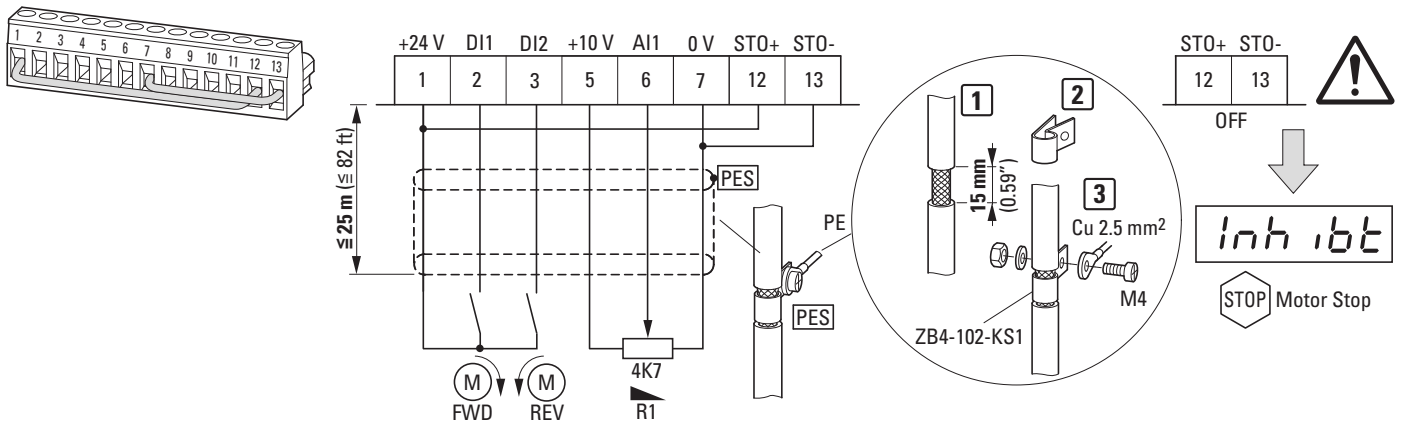 1 2 3 4 5 6 7 8 9 10 11 12 13
+24 V DI1 DI2 +10 V AI1 0 V STO+ STO-
1 2 3 5 6 7 12 13
≦ 25 m (≦ 82 ft)
PES
PE
PES
M M
FWD REV
4K7
R1
1
2
15 mm
(0.59″)
3
Cu 2.5 mm²
M4
ZB4-102-KS1
STO+ STO-
12 13
OFF
Inhibt
STOP Motor Stop